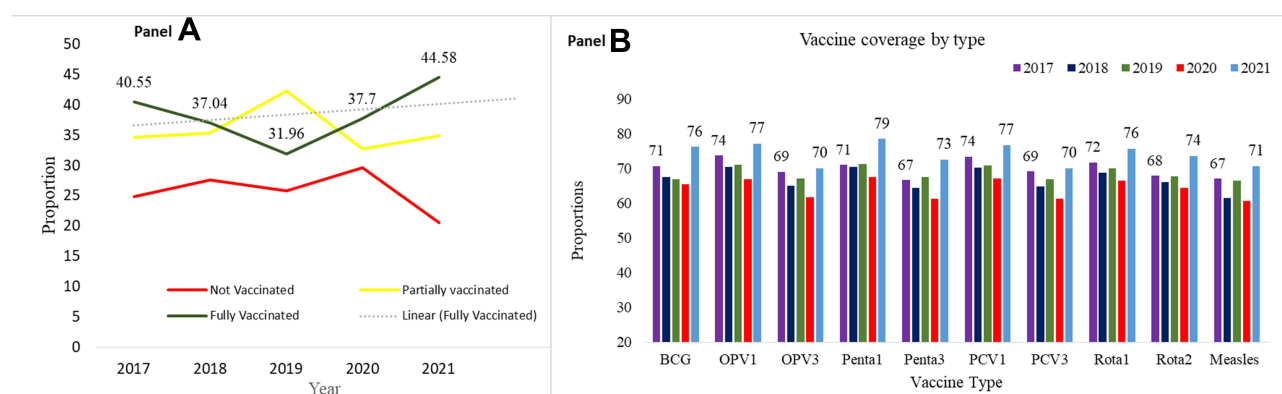 Panel A
50
45
40
35
30
25
20
15
10
5
0
Proportion
40.55
37.04
31.96
37.7
44.58
Not Vaccinated
Partially vaccinated
Fully Vaccinated
Linear (Fully Vaccinated)
2017 2018 2019 2020 2021
Year
Panel B
Vaccine coverage by type
2017 2018 2019 2020 2021
90
80
70
60
50
40
30
20
Proportions
71 76 74 77 69 70 71 79 67 73 74 77 69 70 72 76 68 74 67 71
BCG OPV1 OPV3 Penta1 Penta3 PCV1 PCV3 Rota1 Rota2 Measles
Vaccine Type